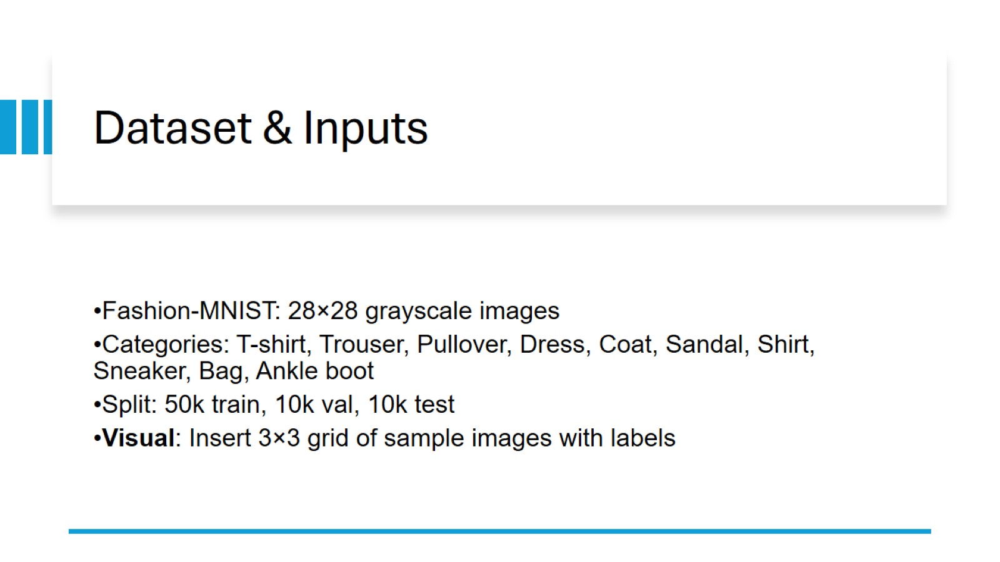 Dataset & Inputs
•Fashion-MNIST: 28×28 grayscale images
•Categories: T-shirt, Trouser, Pullover, Dress, Coat, Sandal, Shirt,
Sneaker, Bag, Ankle boot
•Split: 50k train, 10k val, 10k test
•Visual: Insert 3×3 grid of sample images with labels